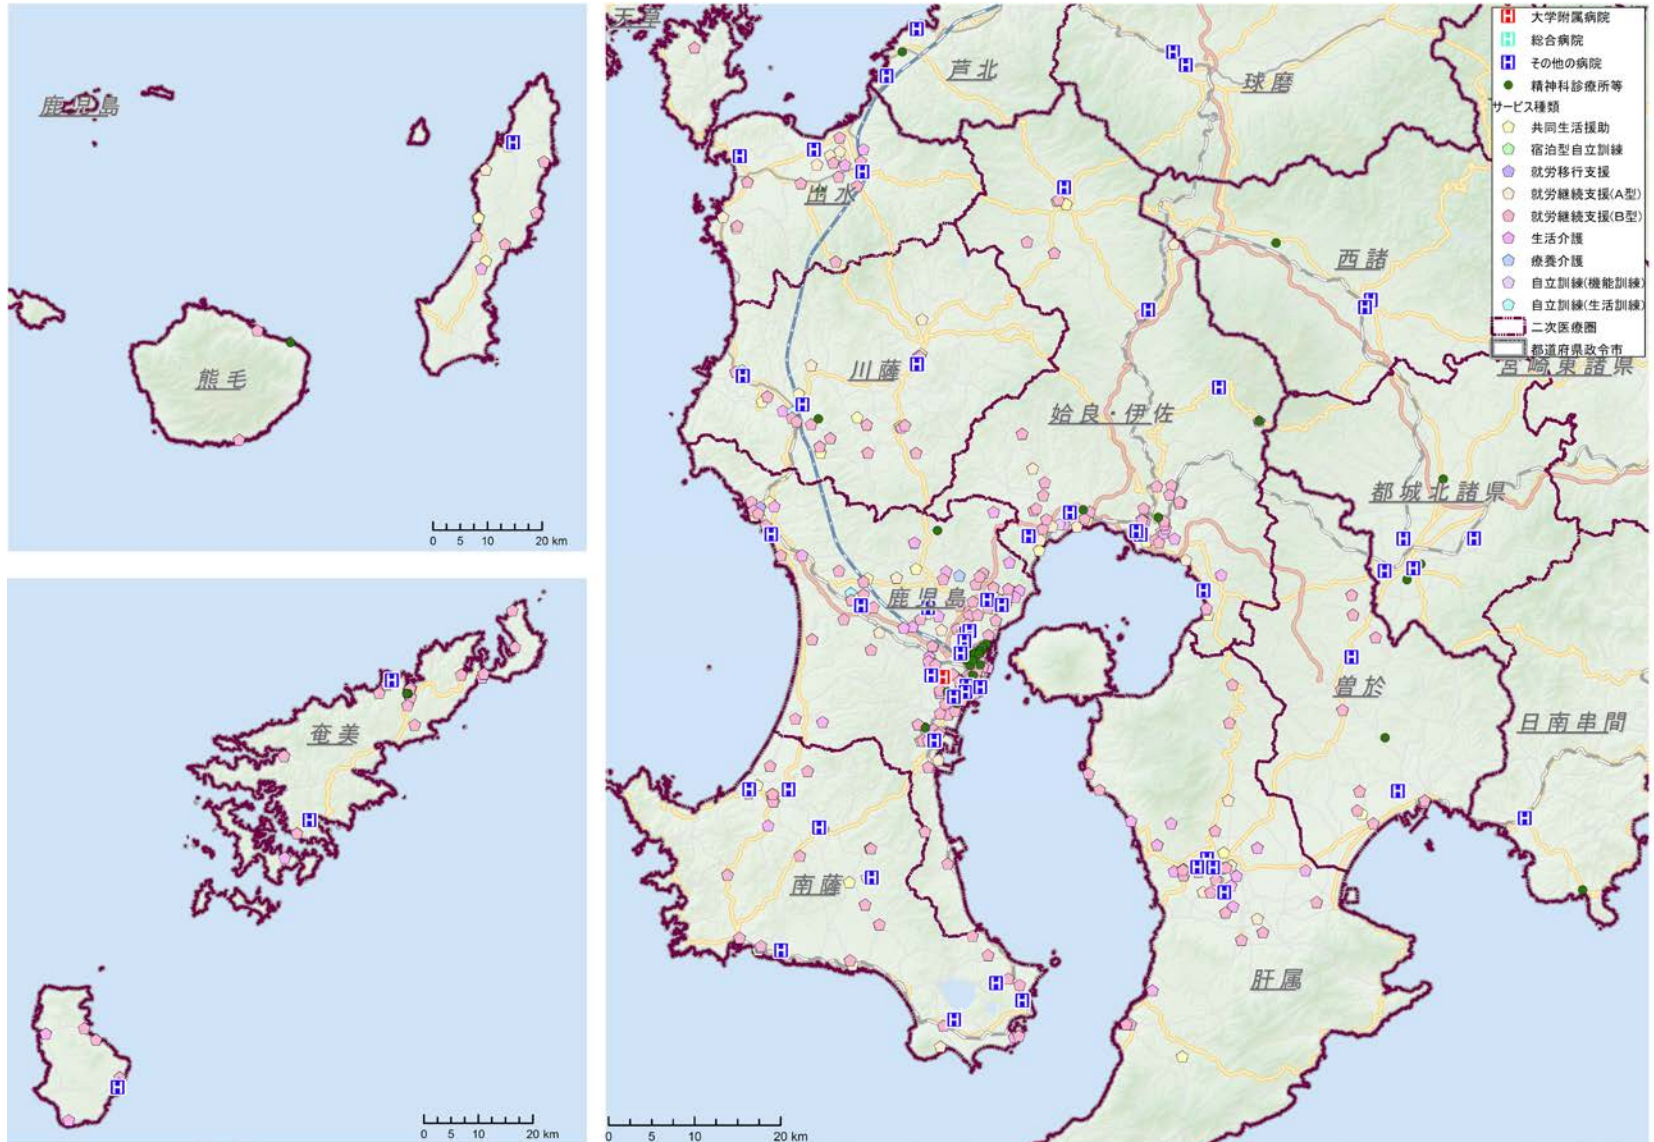 鹿児島
熊毛
0 5 10 20 km
奄美
0 5 10 20 km
天草
芦北
球磨
出水
西諸
川薩
姶良・伊佐
宮崎東諸県
都城北諸県
鹿児島
曽於
日南串間
南薩
肝属
0 5 10 20 km
大学附属病院
総合病院
その他の病院
精神科診療所等
サービス種類
共同生活援助
宿泊型自立訓練
就労移行支援
就労継続支援(A型)
就労継続支援(B型)
生活介護
療養介護
自立訓練(機能訓練)
自立訓練(生活訓練)
二次医療圏
都道府県政令市